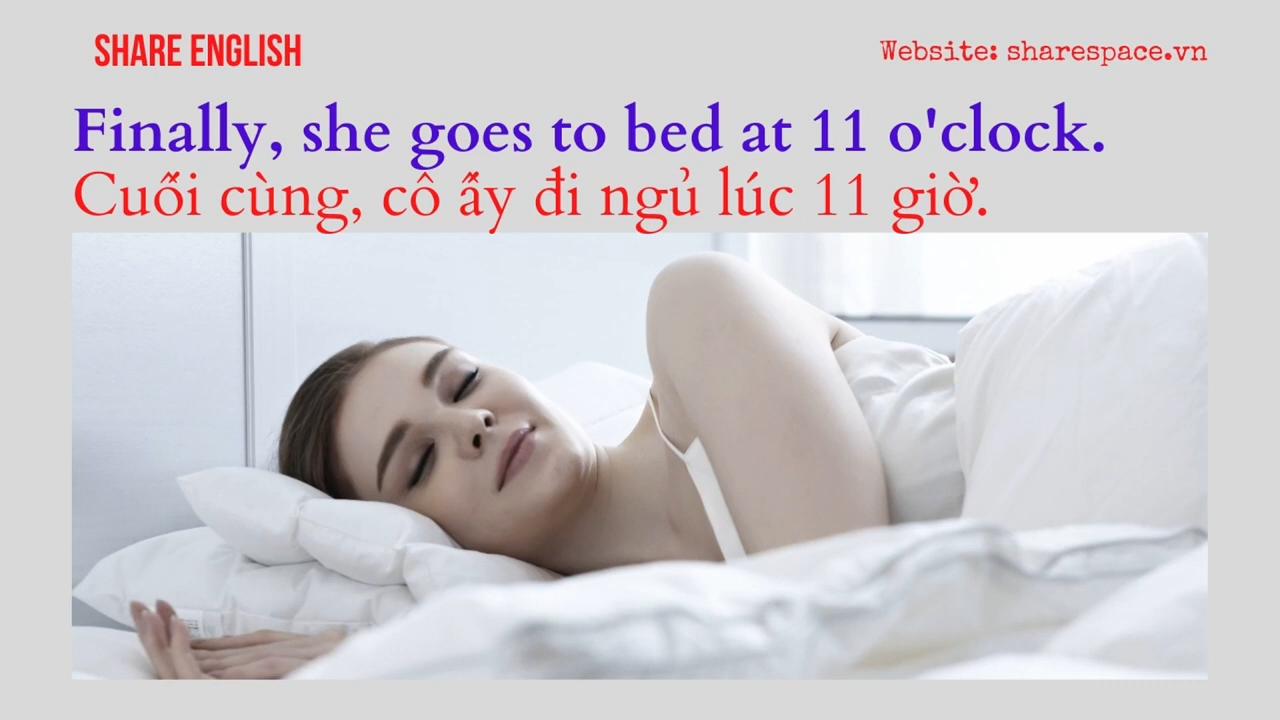 SHARE ENGLISH
Website: sharespace.vn
Finally, she goes to bed at 11 o'clock.
Cuối cùng, cô ấy đi ngủ lúc 11 giờ.